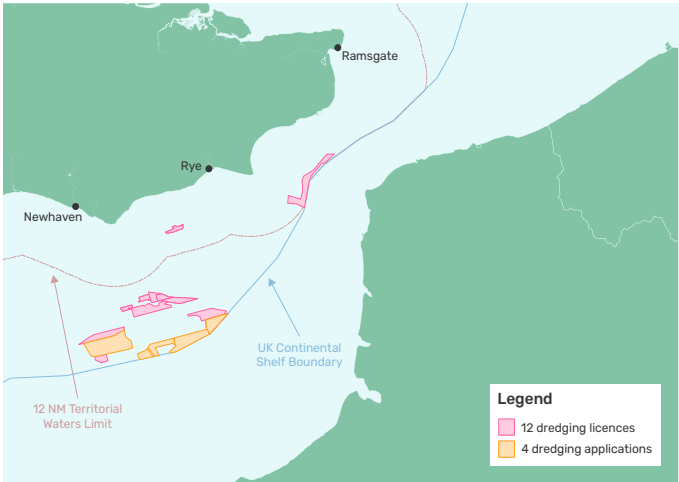 Ramsgate
Rye
Newhaven
UK Continental
Shelf Boundary
12 NM Territorial
Waters Limit
Legend
12 dredging licences
4 dredging applications